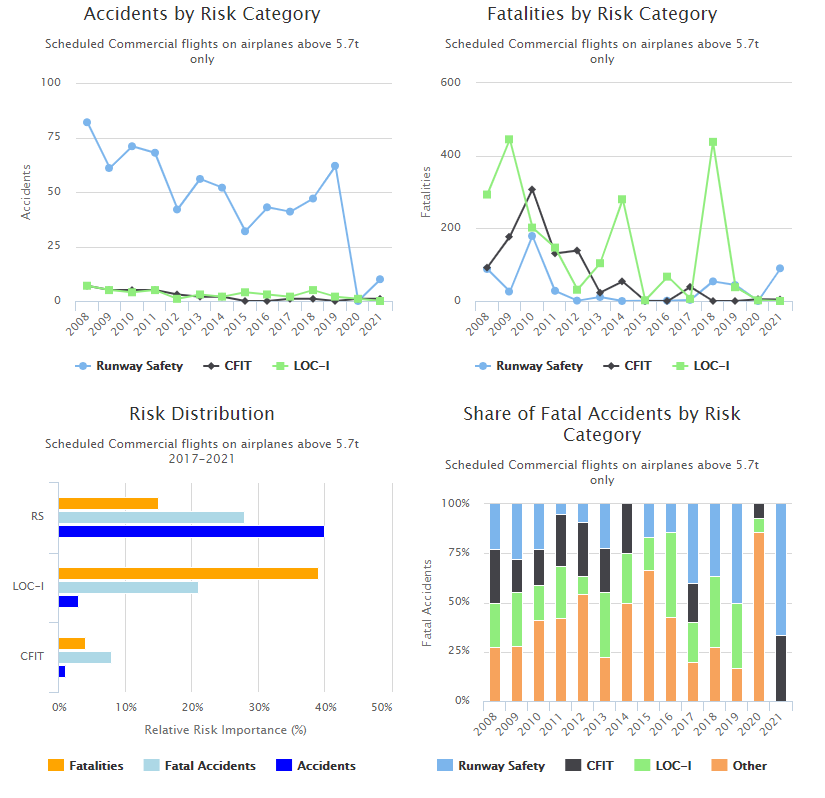 Accidents by Risk Category
Scheduled Commercial flights on airplanes above 5.7t
only
Accidents
100
75
50
25
0
2008
2009
2010
2011
2012
2013
2014
2015
2016
2017
2018
2019
2020
2021
Runway Safety
CFIT
LOC-I
Fatalities by Risk Category
Scheduled Commercial flights on airplanes above 5.7t
only
Fatalities
600
400
200
0
2008
2009
2010
2011
2012
2013
2014
2015
2016
2017
2018
2019
2020
2021
Runway Safety
CFIT
LOC-I
Risk Distribution
Scheduled Commercial flights on airplanes above 5.7t
2017-2021
RS
LOC-I
CFIT
0%
10%
20%
30%
40%
50%
Relative Risk Importance (%)
Fatalities
Fatal Accidents
Accidents
Share of Fatal Accidents by Risk
Category
Scheduled Commercial flights on airplanes above 5.7t
only
Fatal Accidents
100%
75%
50%
25%
0%
2008
2009
2010
2011
2012
2013
2014
2015
2016
2017
2018
2019
2020
2021
Runway Safety
CFIT
LOC-I
Other